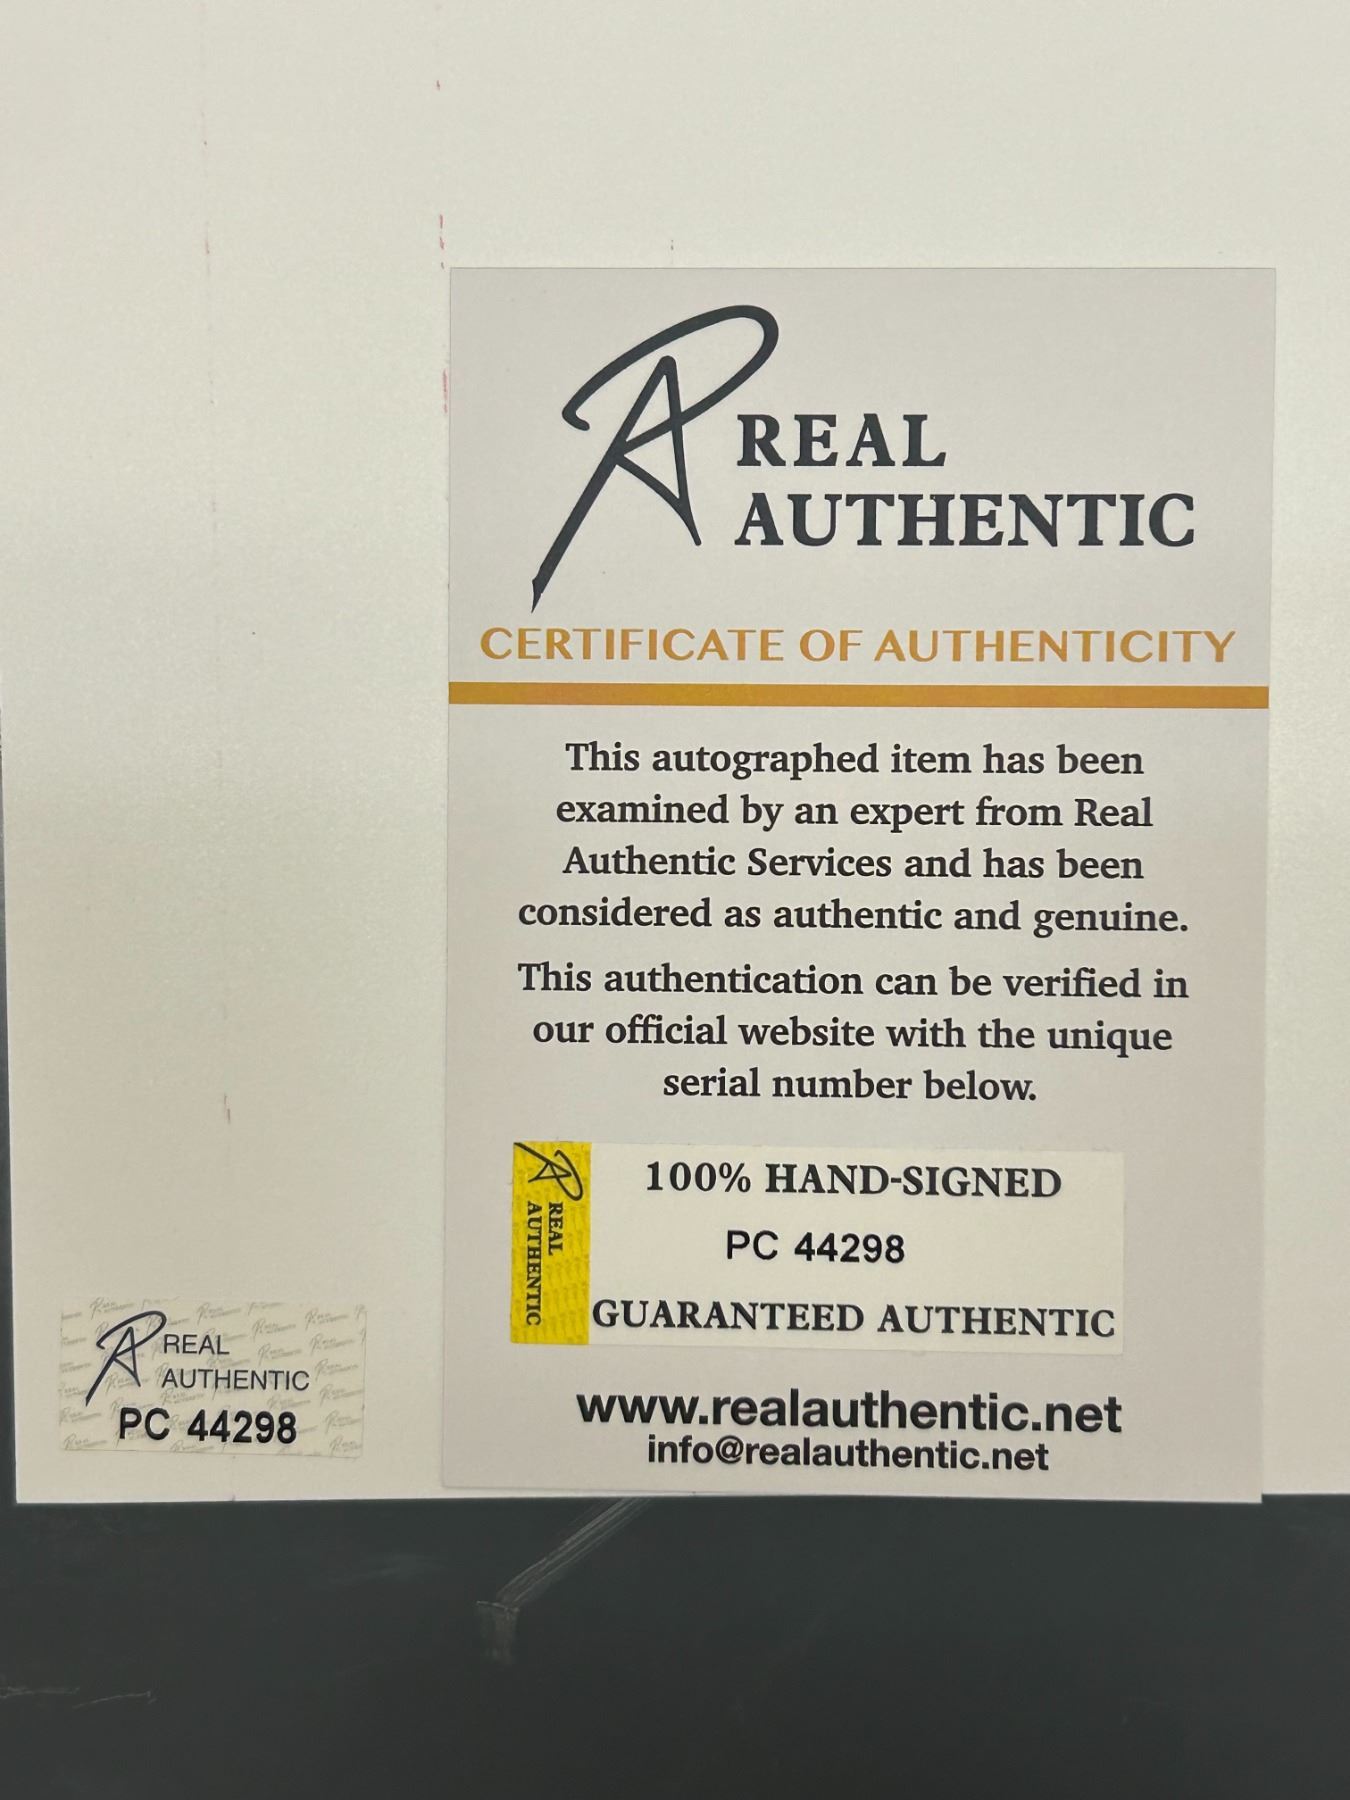 REAL
AUTHENTIC
CERTIFICATE OF AUTHENTICITY
This autographed item has been
examined by an expert from Real
Authentic Services and has been
considered as authentic and genuine.
This authentication can be verified in
our official website with the unique
serial number below.
REAL
AUTHENTIC
100% HAND-SIGNED
PC 44298
GUARANTEED AUTHENTIC
www.realauthentic.net
info@realauthentic.net
REAL
AUTHENTIC
PC 44298